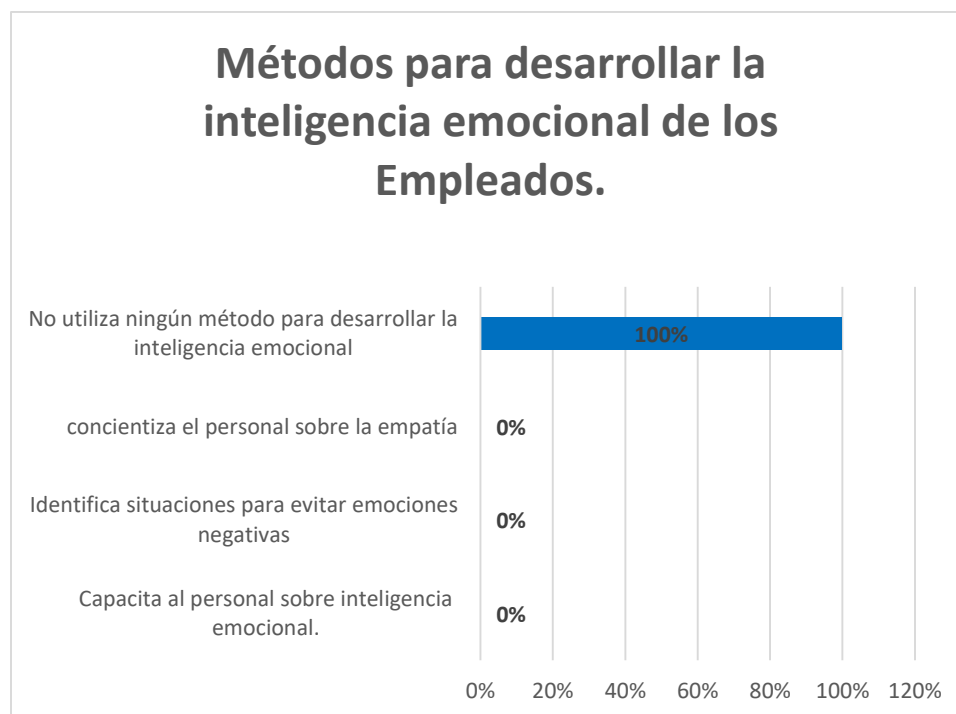 Métodos para desarrollar la
inteligencia emocional de los
Empleados.
No utiliza ningún método para desarrollar la
inteligencia emocional
100%
concientiza el personal sobre la empatía
0%
Identifica situaciones para evitar emociones
negativas
0%
Capacita al personal sobre inteligencia
emocional.
0%
0% 20% 40% 60% 80% 100% 120%